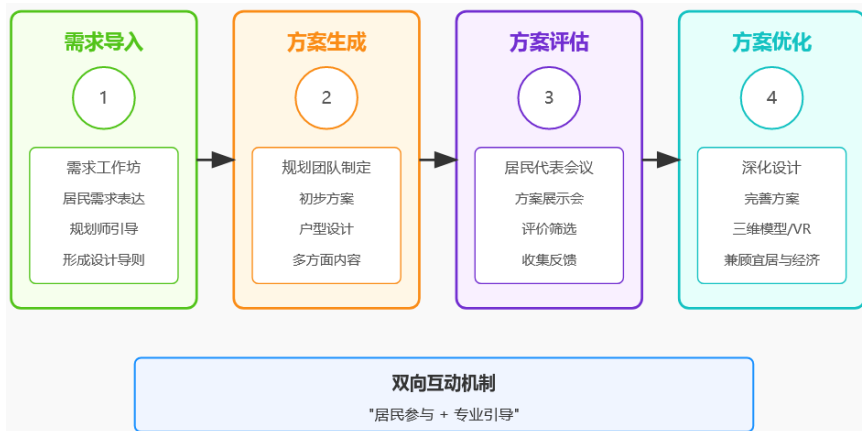 需求导入
1
需求工作坊
居民需求表达
规划师引导
形成设计导则
方案生成
2
规划团队制定
初步方案
户型设计
多方面内容
方案评估
3
居民代表会议
方案展示会
评价筛选
收集反馈
方案优化
4
深化设计
完善方案
三维模型/VR
兼顾宜居与经济
双向互动机制
"居民参与 + 专业引导"